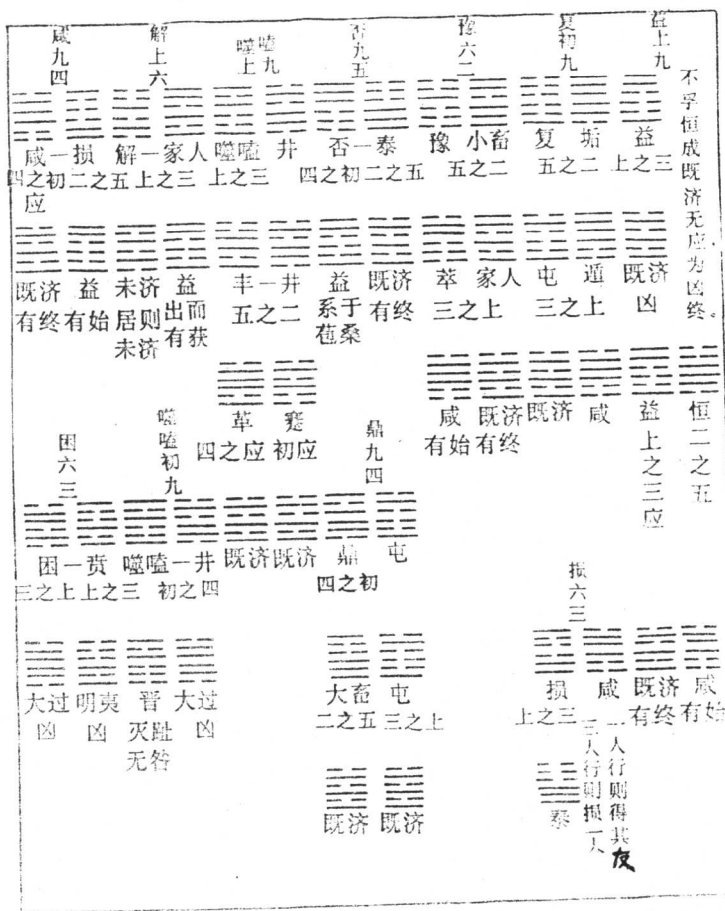 咸九四 解上六 噬嗑上九 否九五 豫六二 复初九 益上九
不孚恒成既济无应为凶终。
咸一损 解一家人 噬嗑 井 否一泰 豫 小畜 复 垢 益
四之初二之五上之三 上之三 四之初二之五 五之二 五之二 上之三
应
既济 益 未济 益 丰一井 益 既济 萃 家人 屯 遁 既济
有终 有始 居则 出而 五之二 系于 有终 三之上 三之上 凶
未济 有获 苞桑
革 蹇 咸 既济 既济 咸 益 恒二之五
四之应 初应 有始 有终 上之三应
困六三 噬嗑初九 鼎九四
困一贲 噬嗑一井 既济 既济 鼎 屯
三之上 上之三 初之四 四之初
损六三
大过 明夷 晋 大过 大畜 屯 损 咸 既济 咸
凶 凶 灭趾 凶 二之五 三之上 上之三 有终 有始
无咎
一人行则得其友
三人行则损一人
既济 既济 泰